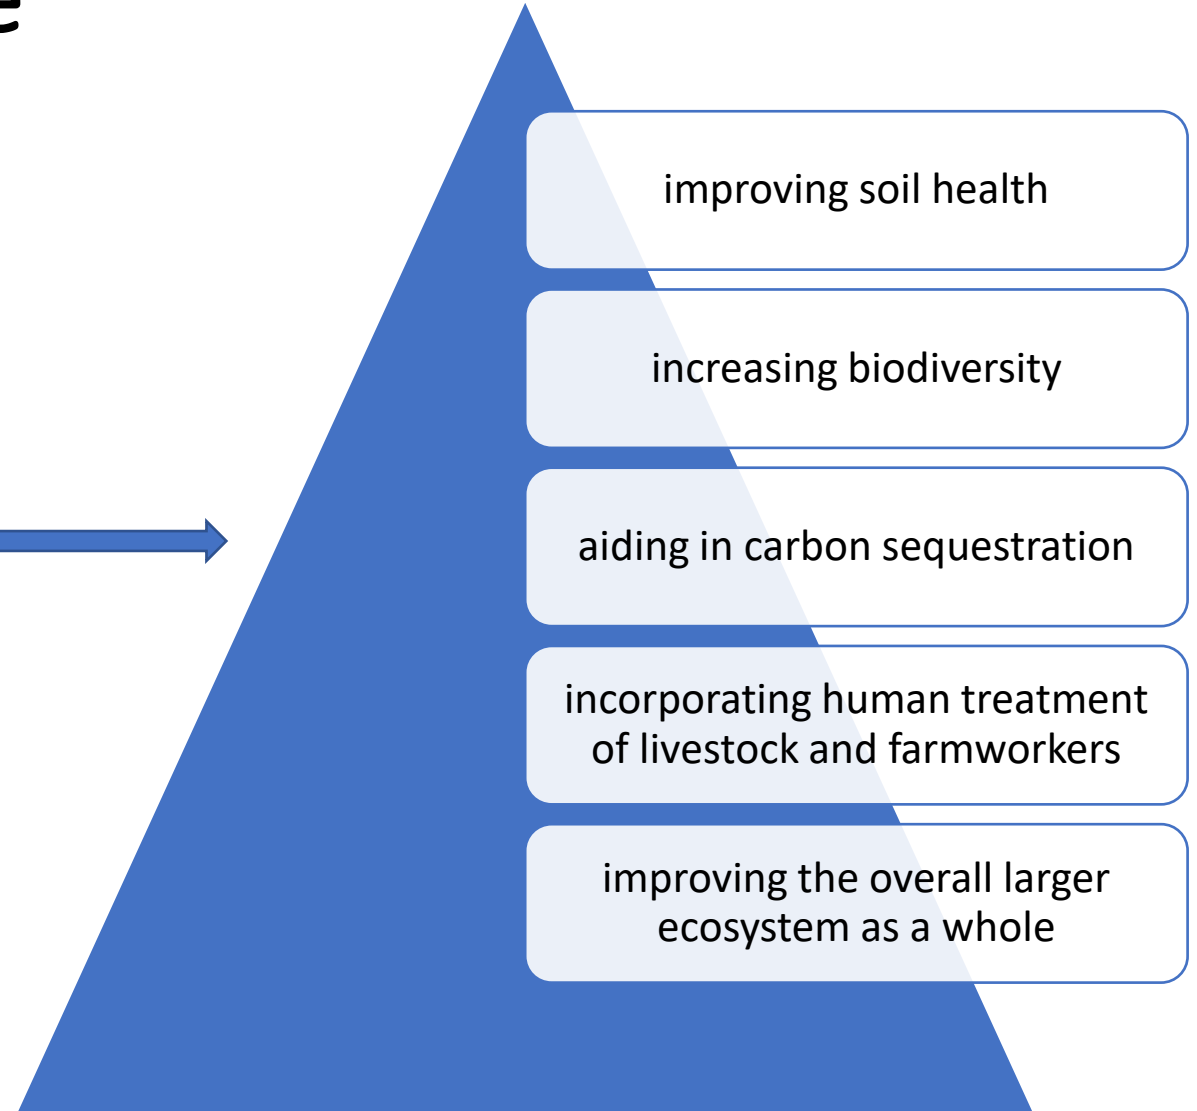 improving soil health
increasing biodiversity
aiding in carbon sequestration
incorporating human treatment
of livestock and farmworkers
improving the overall larger
ecosystem as a whole